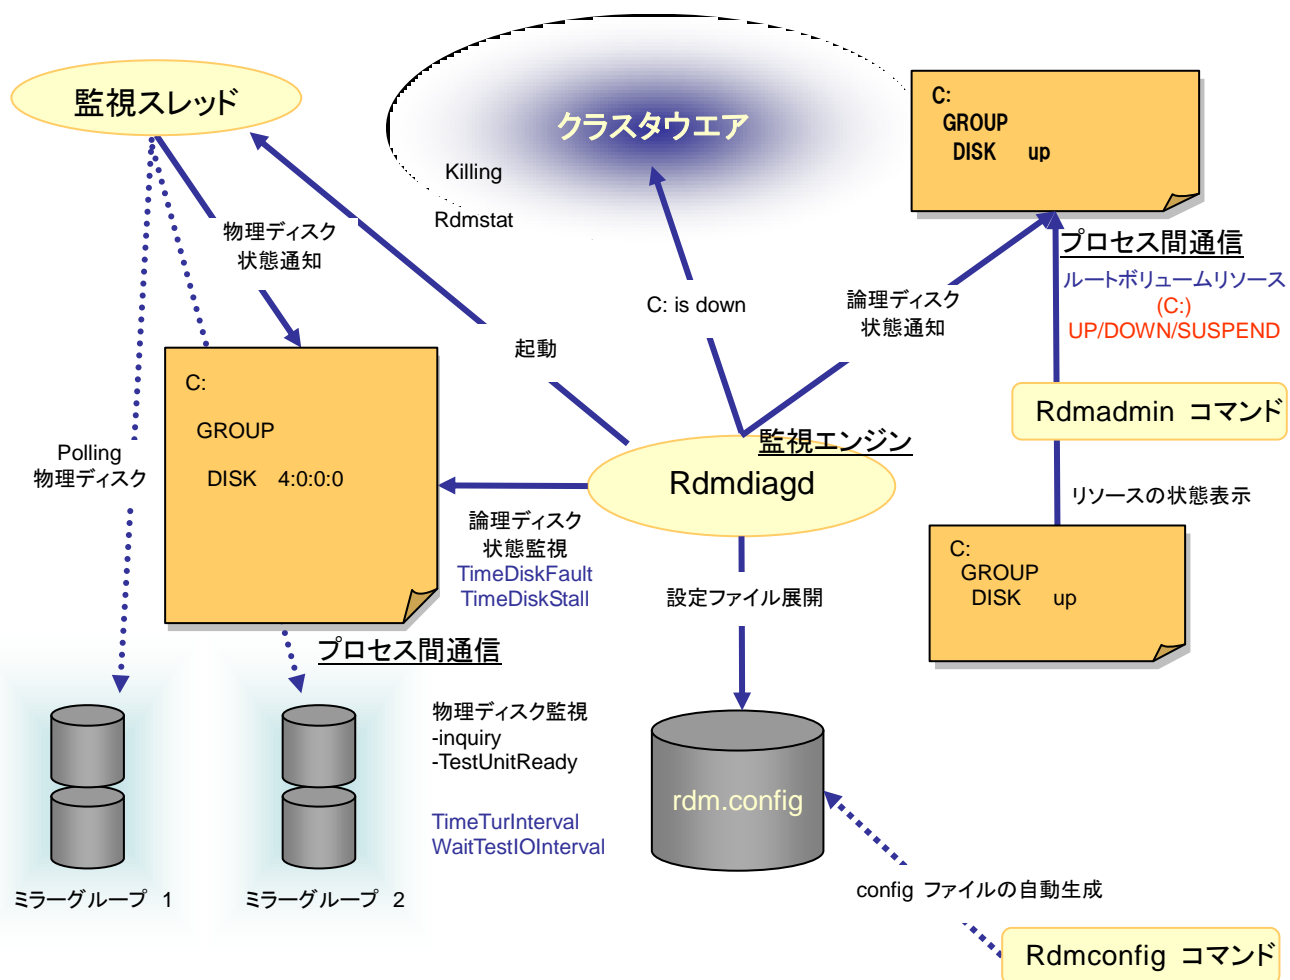 監視スレッド
クラスタウエア
Killing
Rdmstat
C:
GROUP
DISK up
物理ディスク
状態通知
プロセス間通信
ルートボリュームリソース
(C:)
UP/DOWN/SUSPEND
C: is down
論理ディスク
状態通知
起動
C:
GROUP
DISK 4:0:0:0
Rdmadmin コマンド
Polling
物理ディスク
監視エンジン
Rdmdiagd
リソースの状態表示
論理ディスク
状態監視
TimeDiskFault
TimeDiskStall
設定ファイル展開
C:
GROUP
DISK up
プロセス間通信
物理ディスク監視
-inquiry
-TestUnitReady
TimeTurInterval
WaitTestIOInterval
rdm.config
ミラーグループ 1
ミラーグループ 2
config ファイルの自動生成
Rdmconfig コマンド